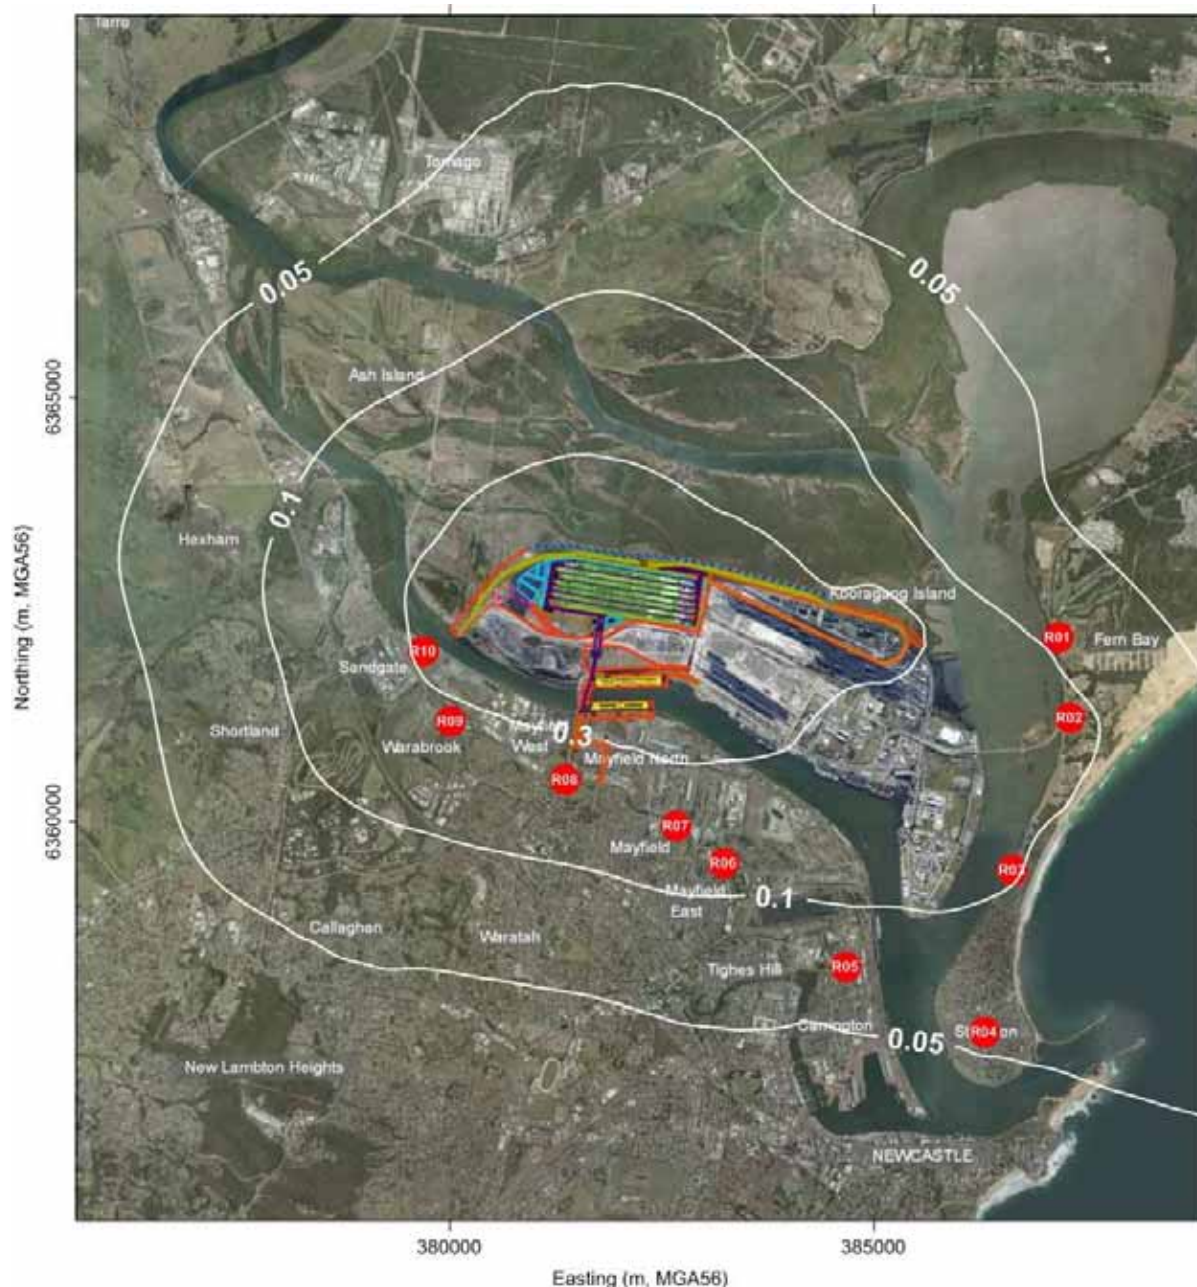 Tarro
Tomago
0.05
0.05
Ash Island
6365000
0.1
Hexham
Kooragang Island
R01
Fern Bay
R10
Sandgate
Northing (m, MGA56)
R02
R09
Shortland
Warabrook
Mayfield
West
0.3
Mayfield North
R08
6360000
R07
Mayfield
R06
R03
Mayfield
East
0.1
Callaghan
Waratah
Tighes Hill
R05
Carrington
0.05
R04
New Lambton Heights
NEWCASTLE
380000
385000
Easting (m, MGA56)